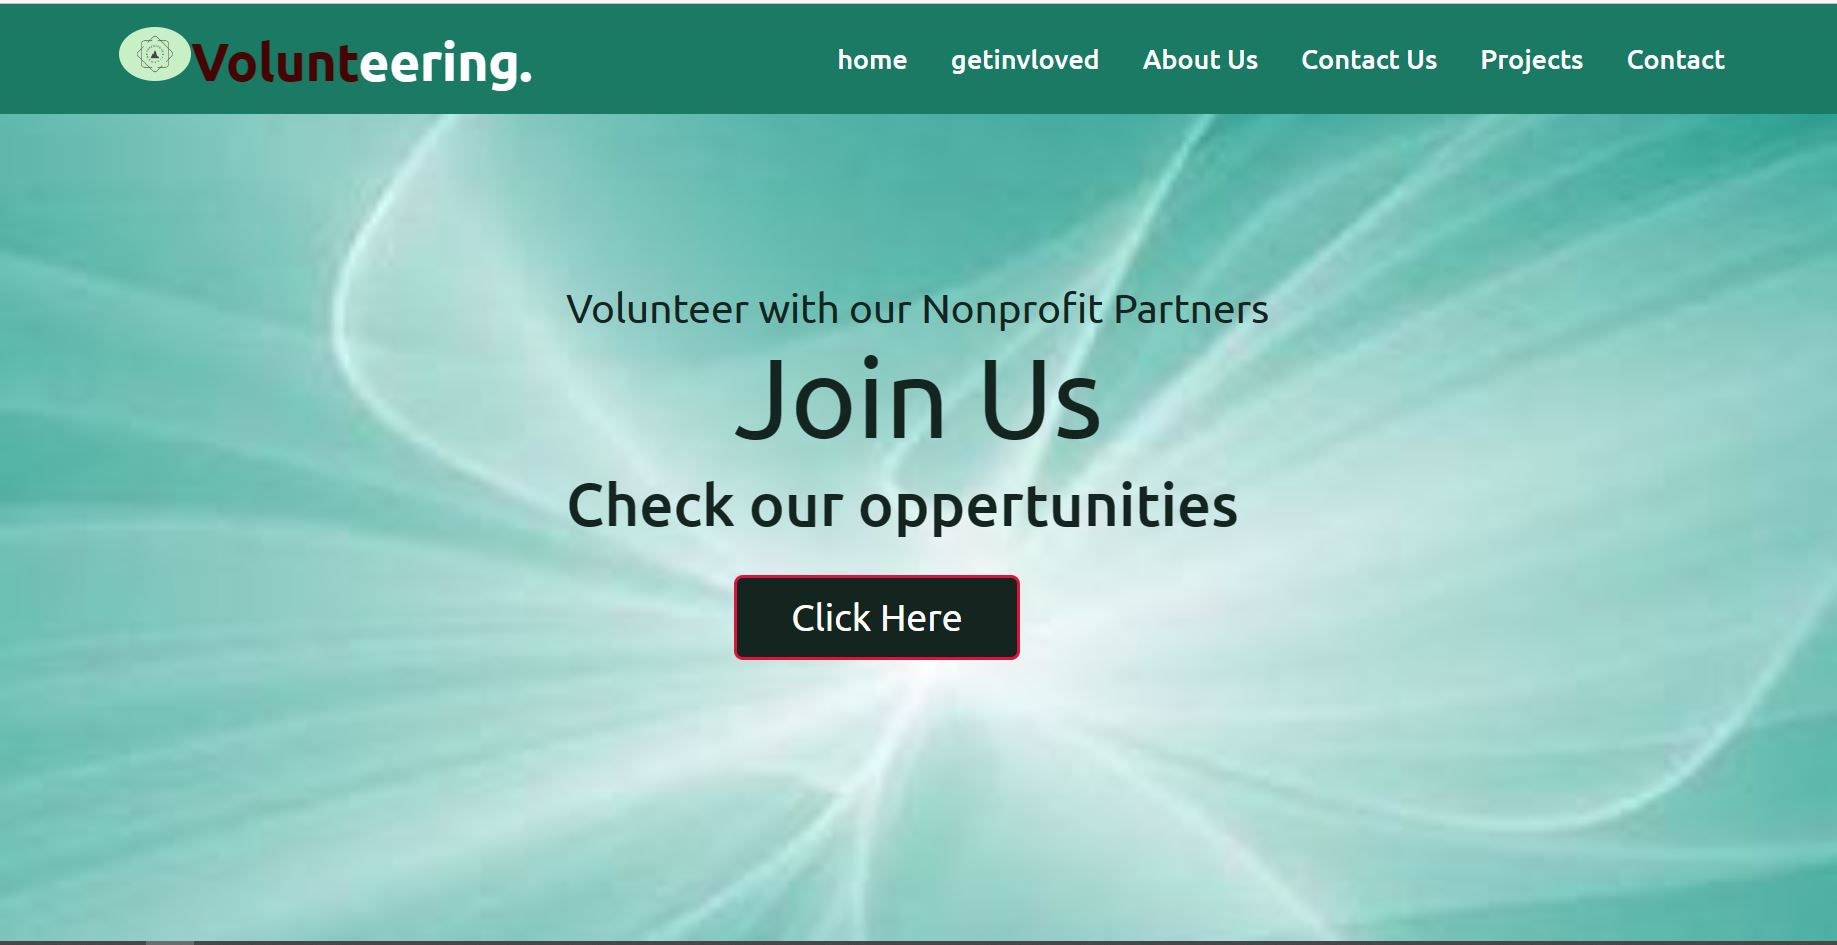 Volunteering.
home getinvloved About Us Contact Us Projects Contact
Volunteer with our Nonprofit Partners
Join Us
Check our oppertunities
Click Here